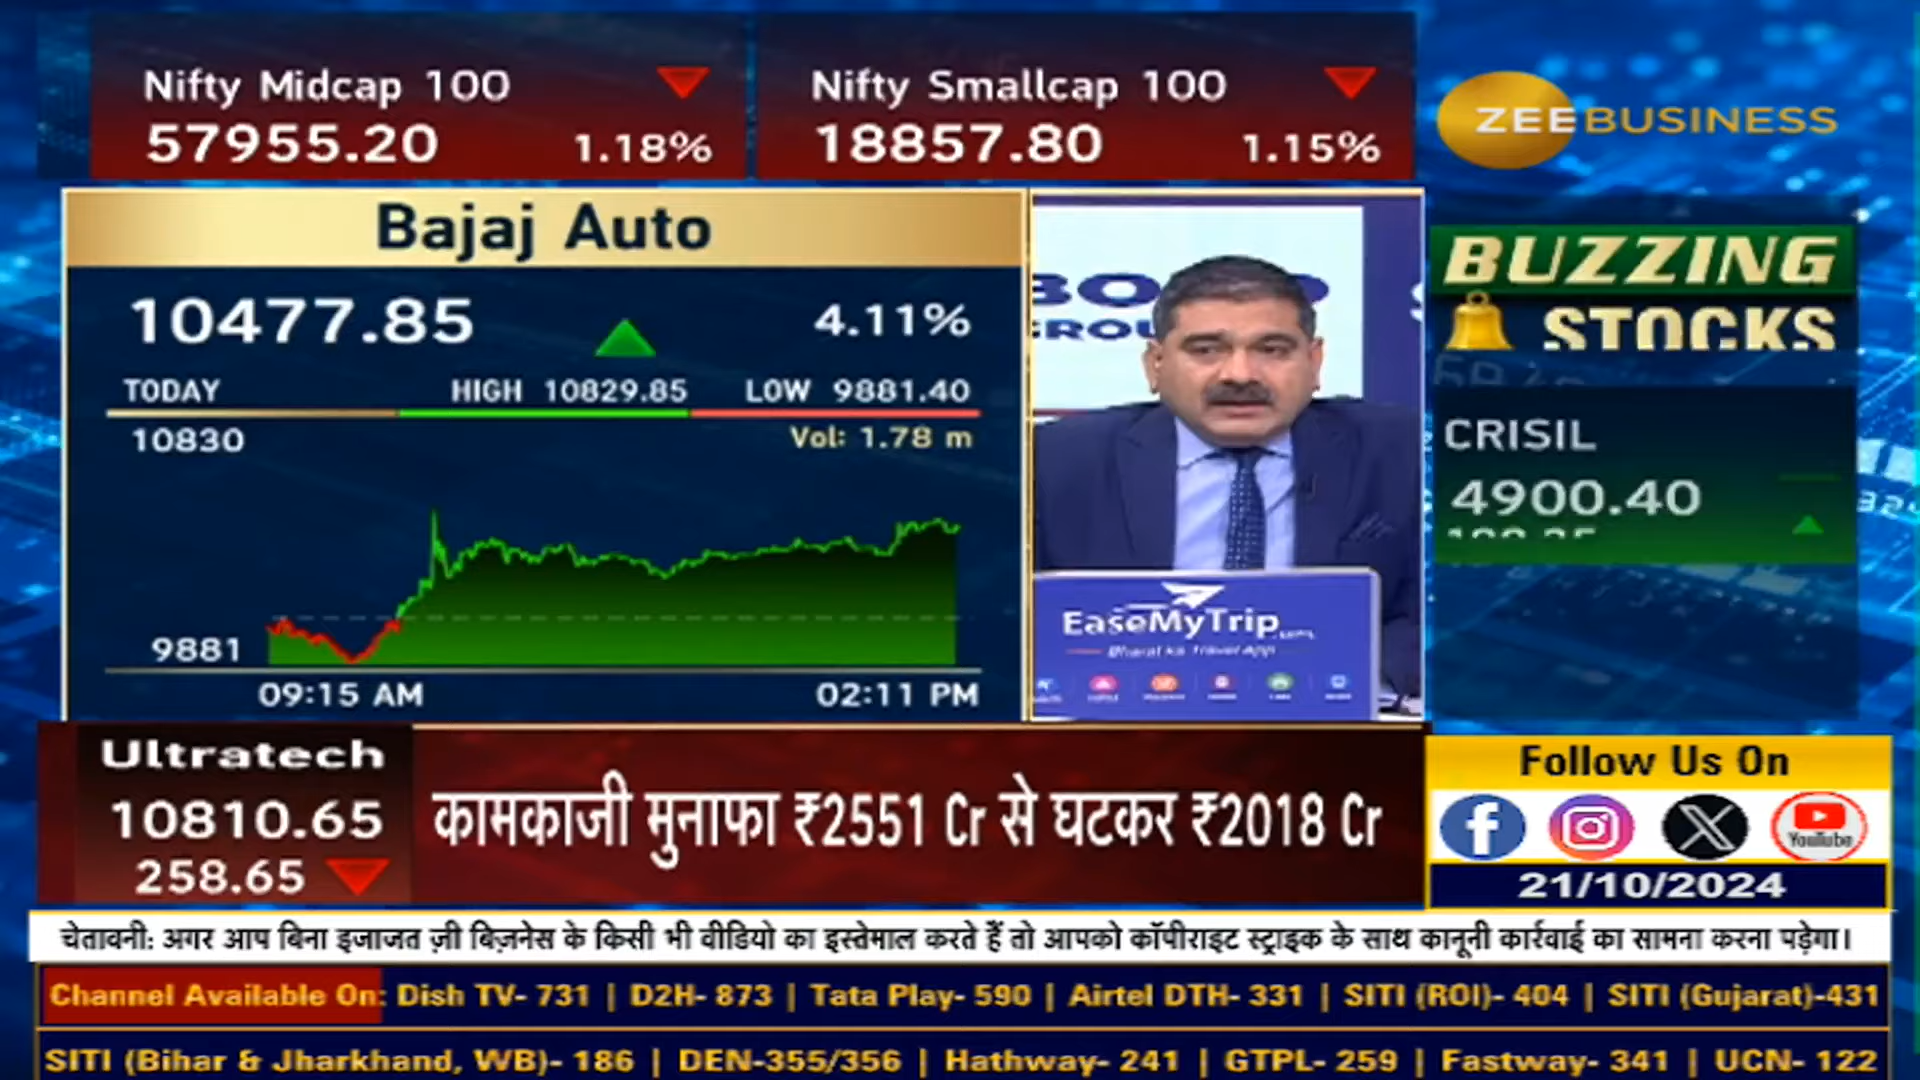 Nifty Midcap 100
57955.20 1.18%
Nifty Smallcap 100
18857.80 1.15%
ZEEBUSINESS
Bajaj Auto
10477.85 4.11%
TODAY HIGH 10829.85 LOW 9881.40
10830 Vol: 1.78 m
9881
09:15 AM 02:11 PM
EaseMyTrip
Bharat ka Travel App
BUZZING
STOCKS
CRISIL
4900.40
Ultratech
10810.65
258.65
कामकाजी मुनाफा ₹2551 Cr से घटकर ₹2018 Cr
Follow Us On
YouTube
21/10/2024
चेतावनी: अगर आप बिना इजाजत ज़ी बिज़नेस के किसी भी वीडियो का इस्तेमाल करते हैं तो आपको कॉपीराइट स्ट्राइक के साथ कानूनी कार्रवाई का सामना करना पड़ेगा।
Channel Available On: Dish TV- 731 | D2H- 873 | Tata Play- 590 | Airtel DTH- 331 | SITI (ROI)- 404 | SITI (Gujarat)-431
SITI (Bihar & Jharkhand, WB)- 186 | DEN-355/356 | Hathway- 241 | GTPL- 259 | Fastway- 341 | UCN- 122